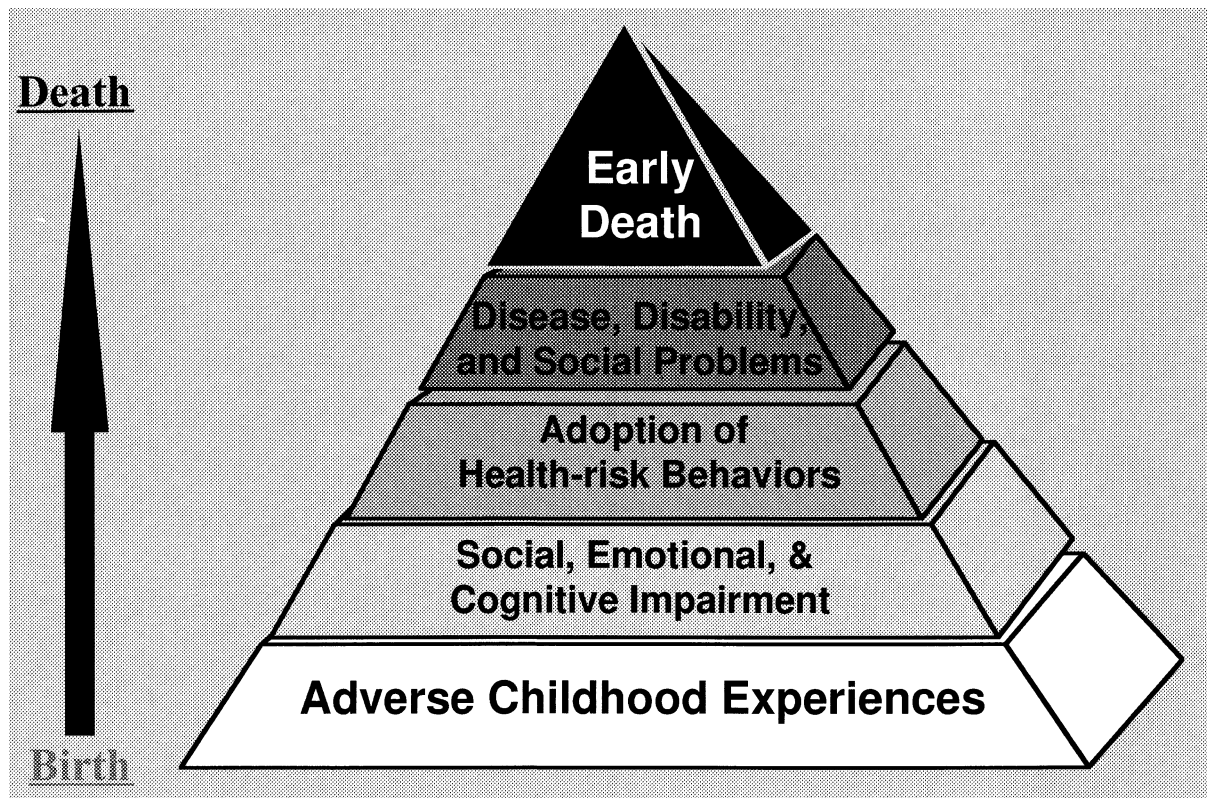 Death
Early
Death
Disease, Disability,
and Social Problems
Adoption of
Health-risk Behaviors
Social, Emotional, &
Cognitive Impairment
Adverse Childhood Experiences
Birth